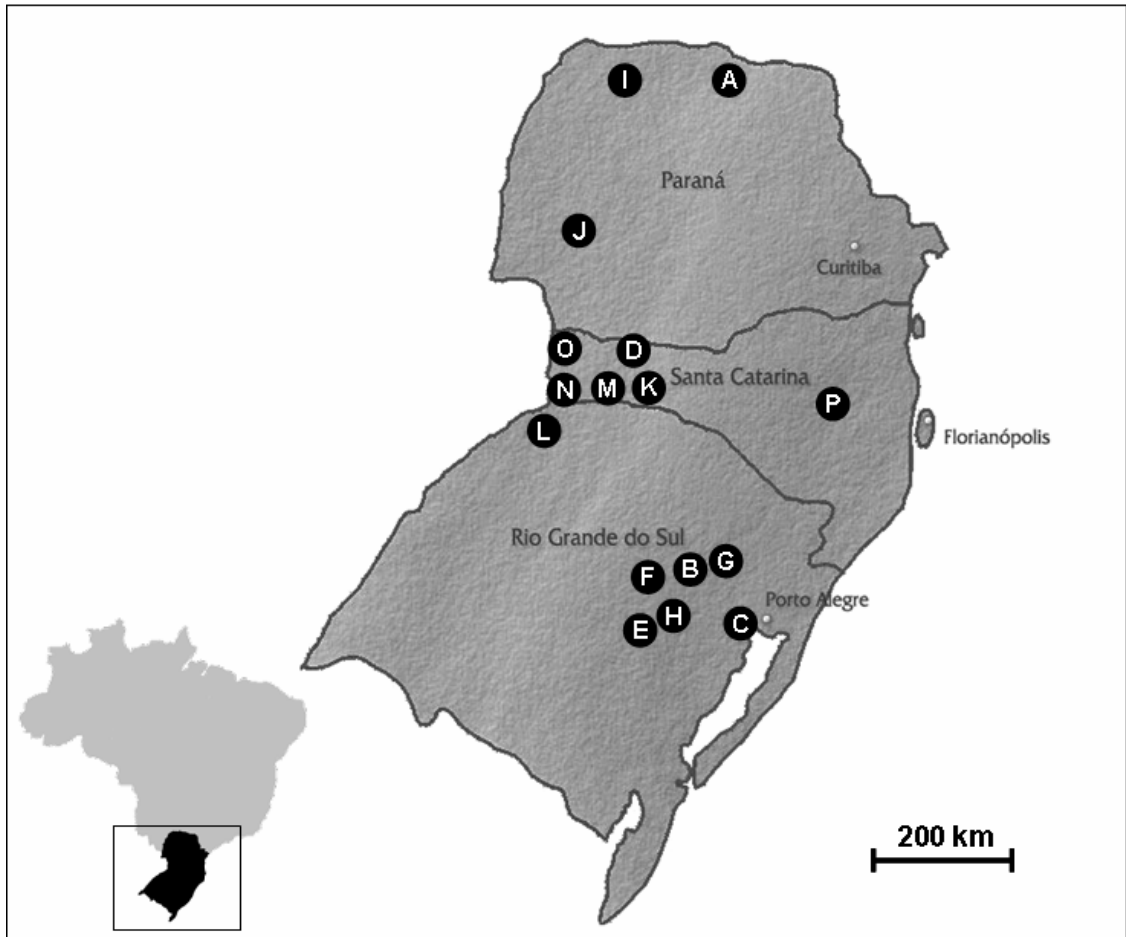 I
A
Paraná
J
Curitiba
O
D
N
M
K
Santa Catarina
P
L
Florianópolis
Rio Grande do Sul
F
B
G
E
H
C
Porto Alegre
200 km